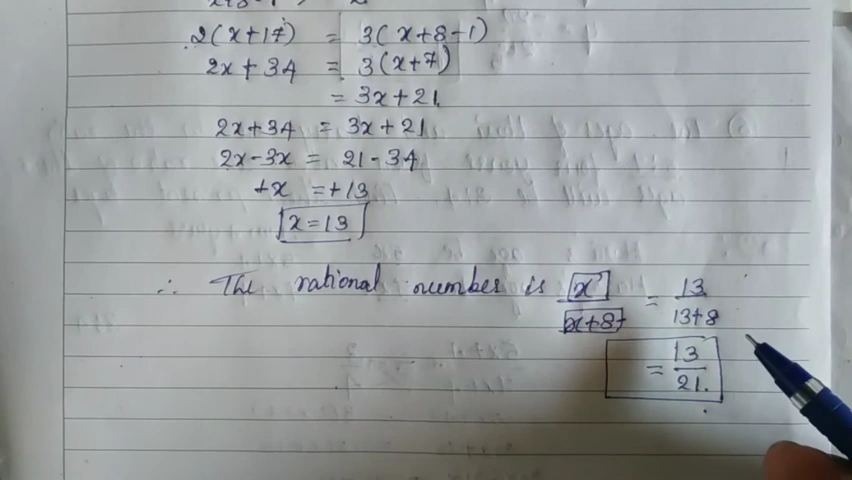 2(x+17) = 3(x+8-1)
2x+34 = 3(x+7)
= 3x+21
2x+34 = 3x+21
2x-3x = 21-34
+x = +13
x=13
∴ The rational number is x/x+8 = 13/13+8
= 13/21.